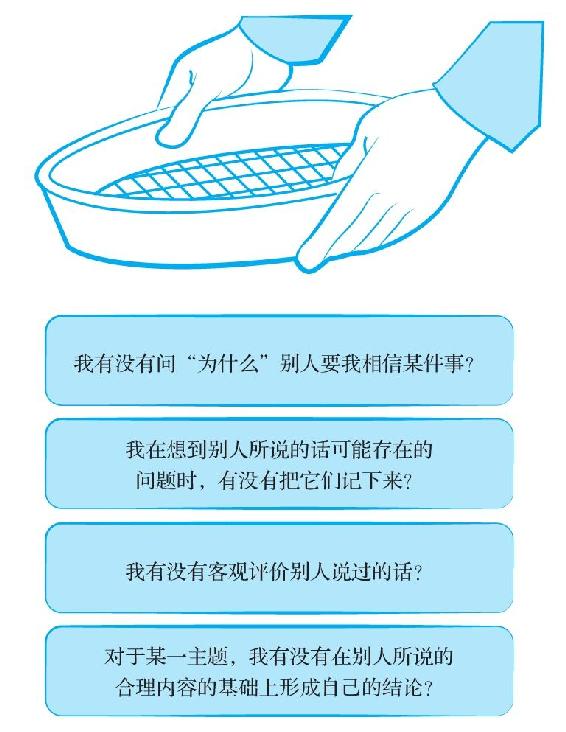 我有没有问“为什么”别人要我相信某件事？
我在想到别人所说的话可能存在的
问题时，有没有把它们记下来？
我有没有客观评价别人说过的话？
对于某一主题，我有没有在别人所说的
合理内容的基础上形成自己的结论？